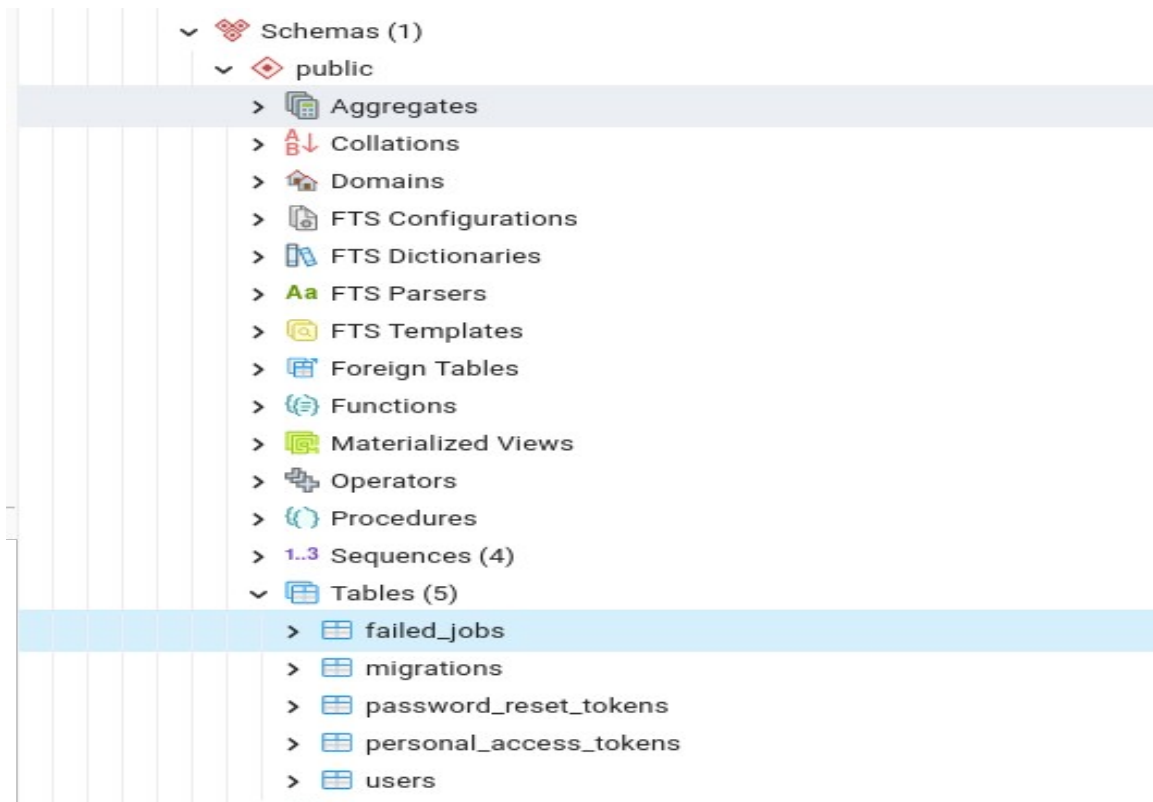 Schemas (1)
public
Aggregates
A
B Collations
Domains
FTS Configurations
FTS Dictionaries
Aa FTS Parsers
FTS Templates
Foreign Tables
Functions
Materialized Views
Operators
Procedures
1..3 Sequences (4)
Tables (5)
failed_jobs
migrations
password_reset_tokens
personal_access_tokens
users